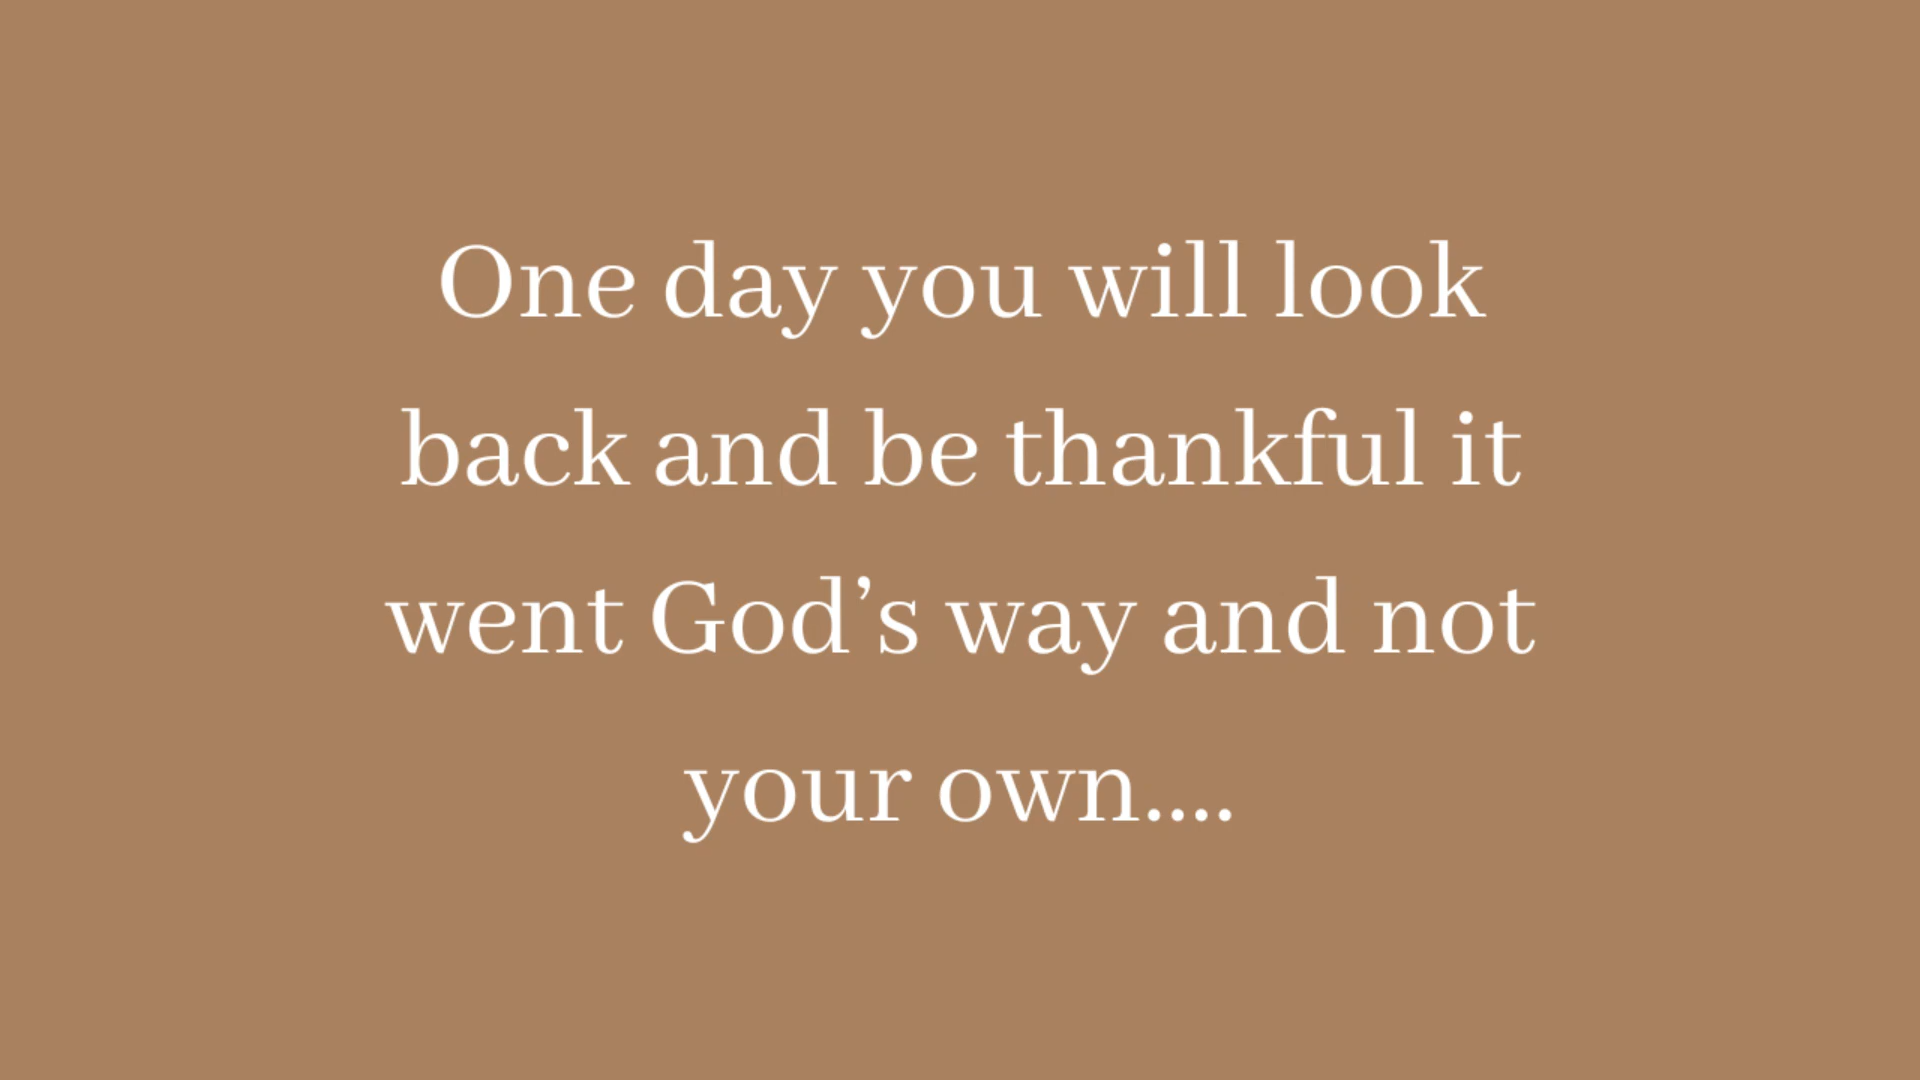 One day you will look
back and be thankful it
went God’s way and not
your own....